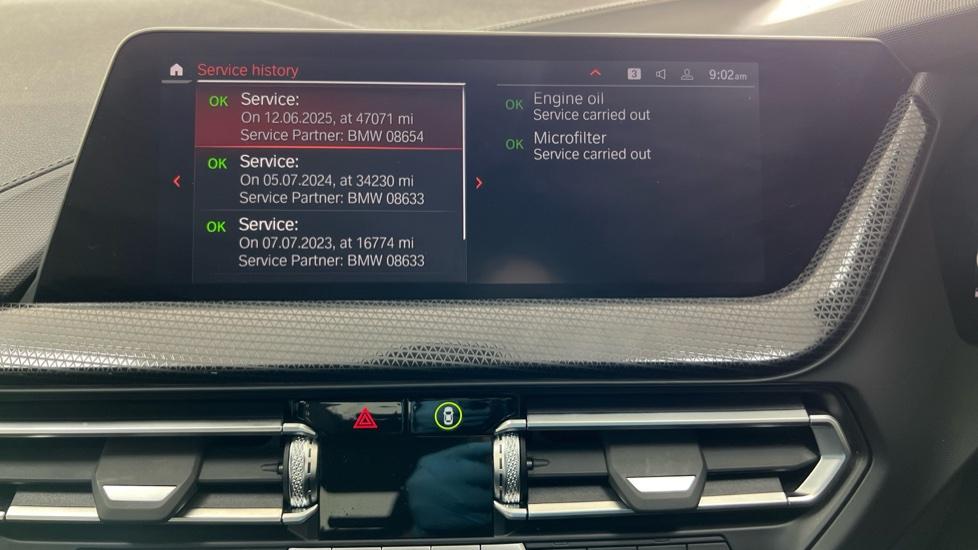 Service history
3
9:02am
OK Service:
On 12.06.2025, at 47071 mi
Service Partner: BMW 08654
OK Service:
On 05.07.2024, at 34230 mi
Service Partner: BMW 08633
OK Service:
On 07.07.2023, at 16774 mi
Service Partner: BMW 08633
OK Engine oil
Service carried out
OK Microfilter
Service carried out